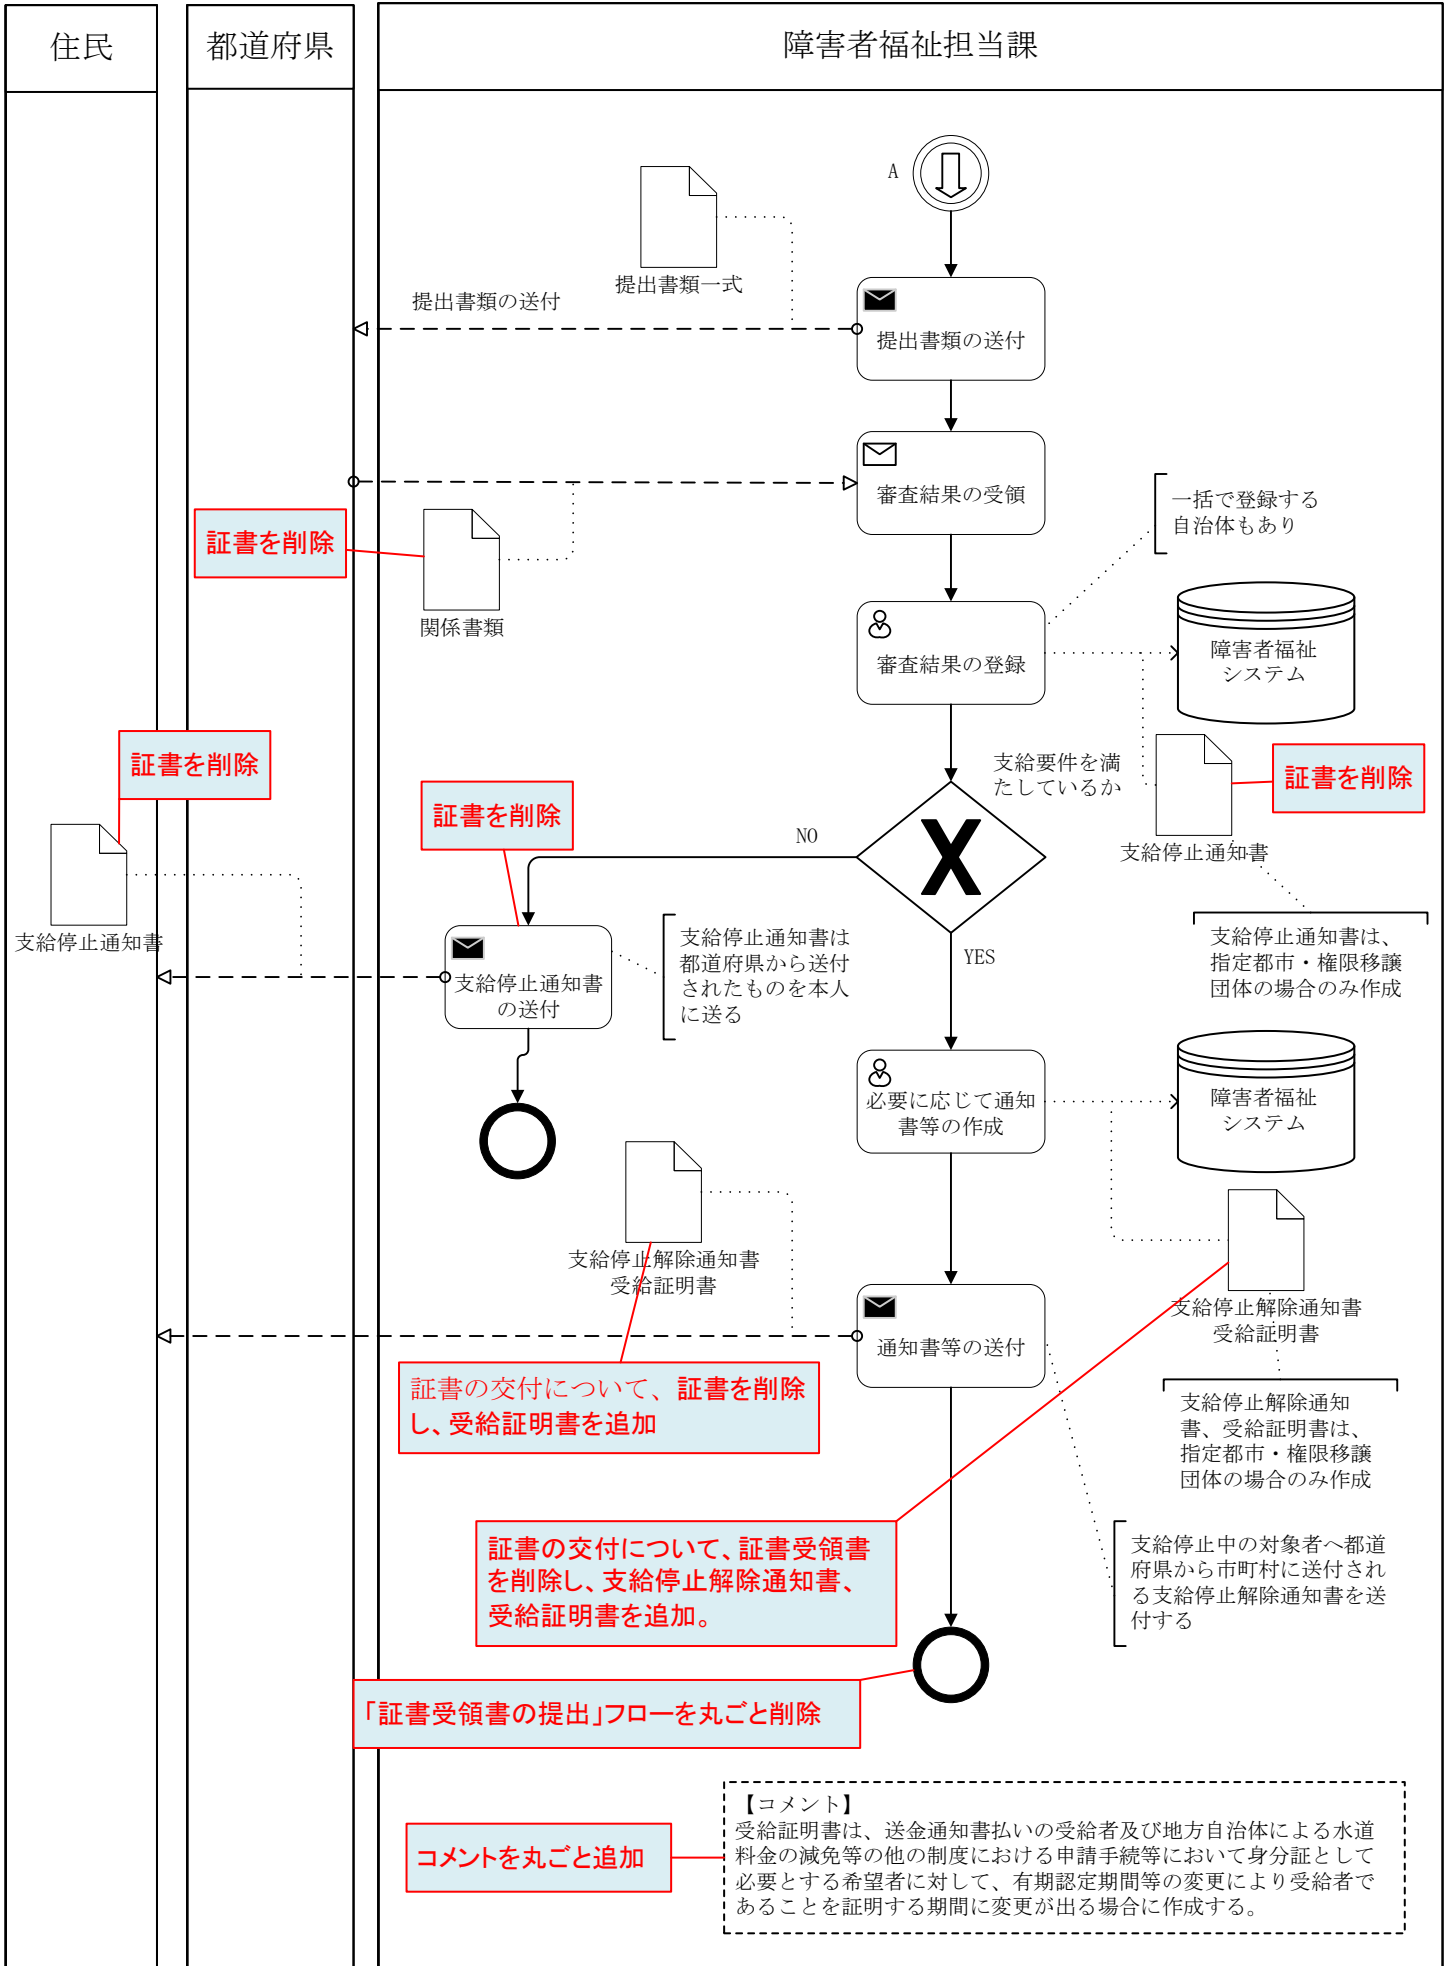 住民
都道府県
障害者福祉担当課
A
提出書類一式
提出書類の送付
提出書類の送付
審査結果の受領
一括で登録する
自治体もあり
証書を削除
関係書類
審査結果の登録
障害者福祉
システム
証書を削除
支給要件を満
たしているか
証書を削除
証書を削除
NO
支給停止通知書
支給停止通知書
支給停止通知書
の送付
支給停止通知書は
都道府県から送付
されたものを本人
に送る
YES
支給停止通知書は、
指定都市・権限移譲
団体の場合のみ作成
必要に応じて通知
書等の作成
障害者福祉
システム
支給停止解除通知書
受給証明書
支給停止解除通知書
受給証明書
通知書等の送付
証書の交付について、証書を削除
し、受給証明書を追加
支給停止解除通知
書、受給証明書は、
指定都市・権限移譲
団体の場合のみ作成
証書の交付について、証書受領書
を削除し、支給停止解除通知書、
受給証明書を追加。
支給停止中の対象者へ都道
府県から市町村に送付され
る支給停止解除通知書を送
付する
「証書受領書の提出」フローを丸ごと削除
コメントを丸ごと追加
【コメント】
受給証明書は、送金通知書払いの受給者及び地方自治体による水道
料金の減免等の他の制度における申請手続等において身分証として
必要とする希望者に対して、有期認定期間等の変更により受給者で
あることを証明する期間に変更が出る場合に作成する。